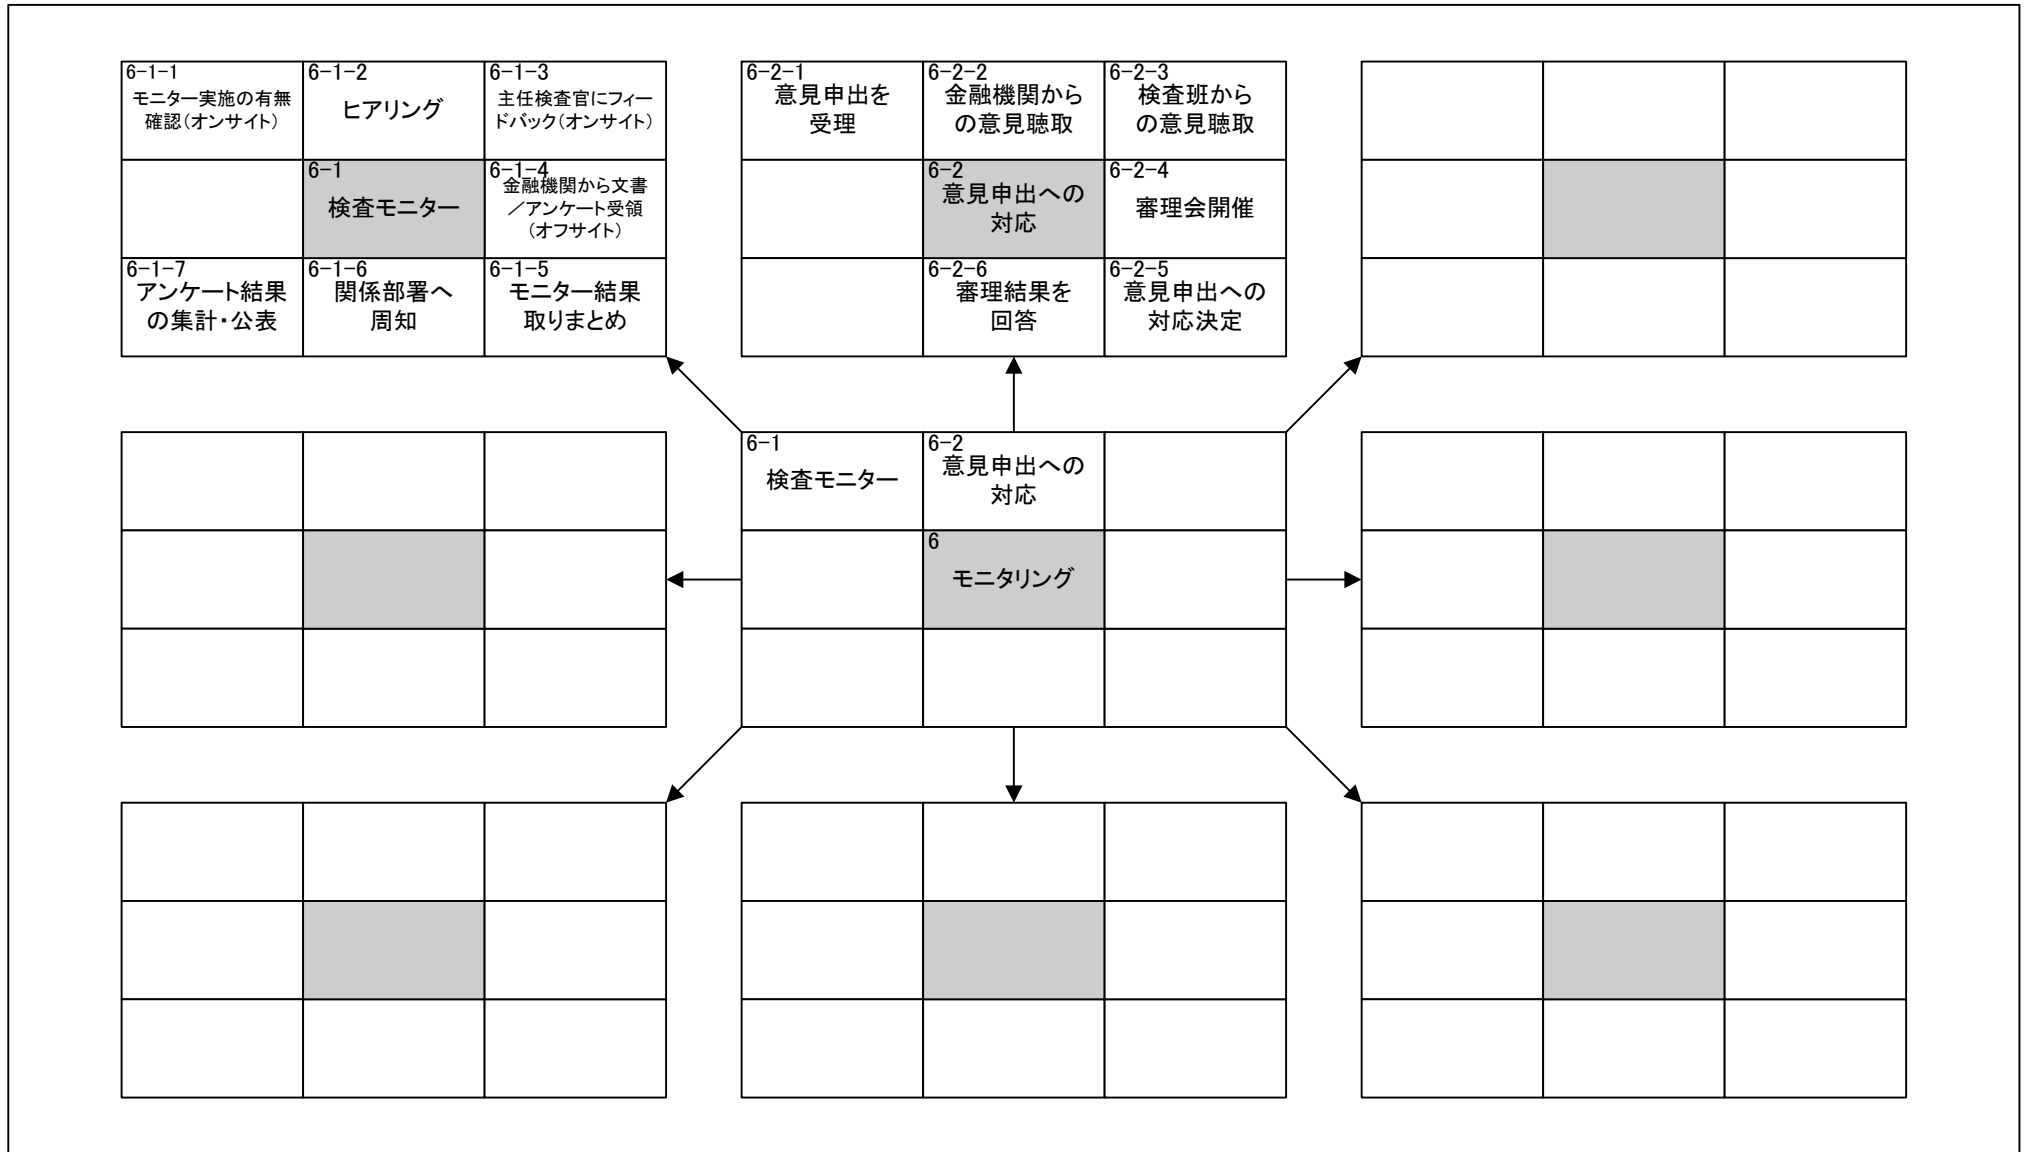 6-1-1
モニター実施の有無
確認(オンサイト)
6-1-2
ヒアリング
6-1-3
主任検査官にフィー
ドバック(オンサイト)
6-1
検査モニター
6-1-4
金融機関から文書
/アンケート受領
(オフサイト)
6-1-7
アンケート結果
の集計・公表
6-1-6
関係部署へ
周知
6-1-5
モニター結果
取りまとめ
6-2-1
意見申出を
受理
6-2-2
金融機関から
の意見聴取
6-2-3
検査班から
の意見聴取
6-2
意見申出への
対応
6-2-4
審理会開催
6-2-6
審理結果を
回答
6-2-5
意見申出への
対応決定
6-1
検査モニター
6-2
意見申出への
対応
6
モニタリング